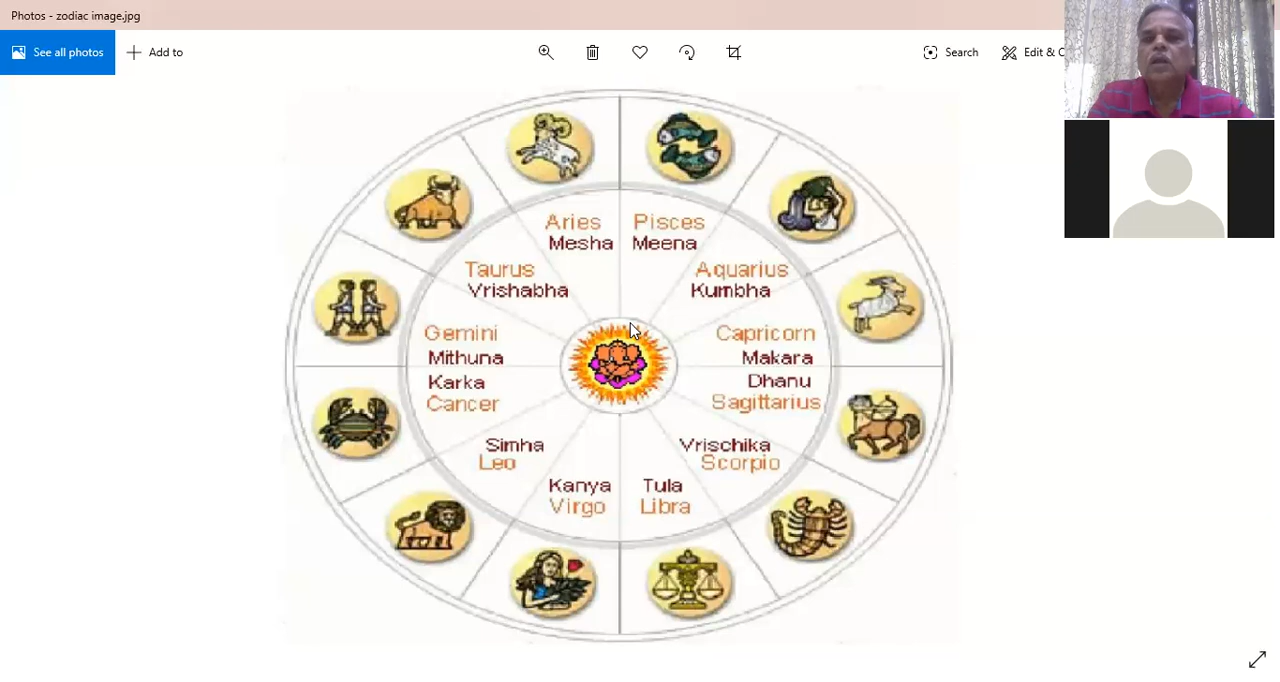 Photos - zodiac image.jpg
See all photos
Add to
Search
Edit & C
Aries
Mesha
Pisces
Meena
Taurus
Vrishabha
Aquarius
Kumbha
Gemini
Mithuna
Capricorn
Makara
Karka
Cancer
Dhanu
Sagittarius
Simha
Leo
Vrischika
Scorpio
Kanya
Virgo
Tula
Libra